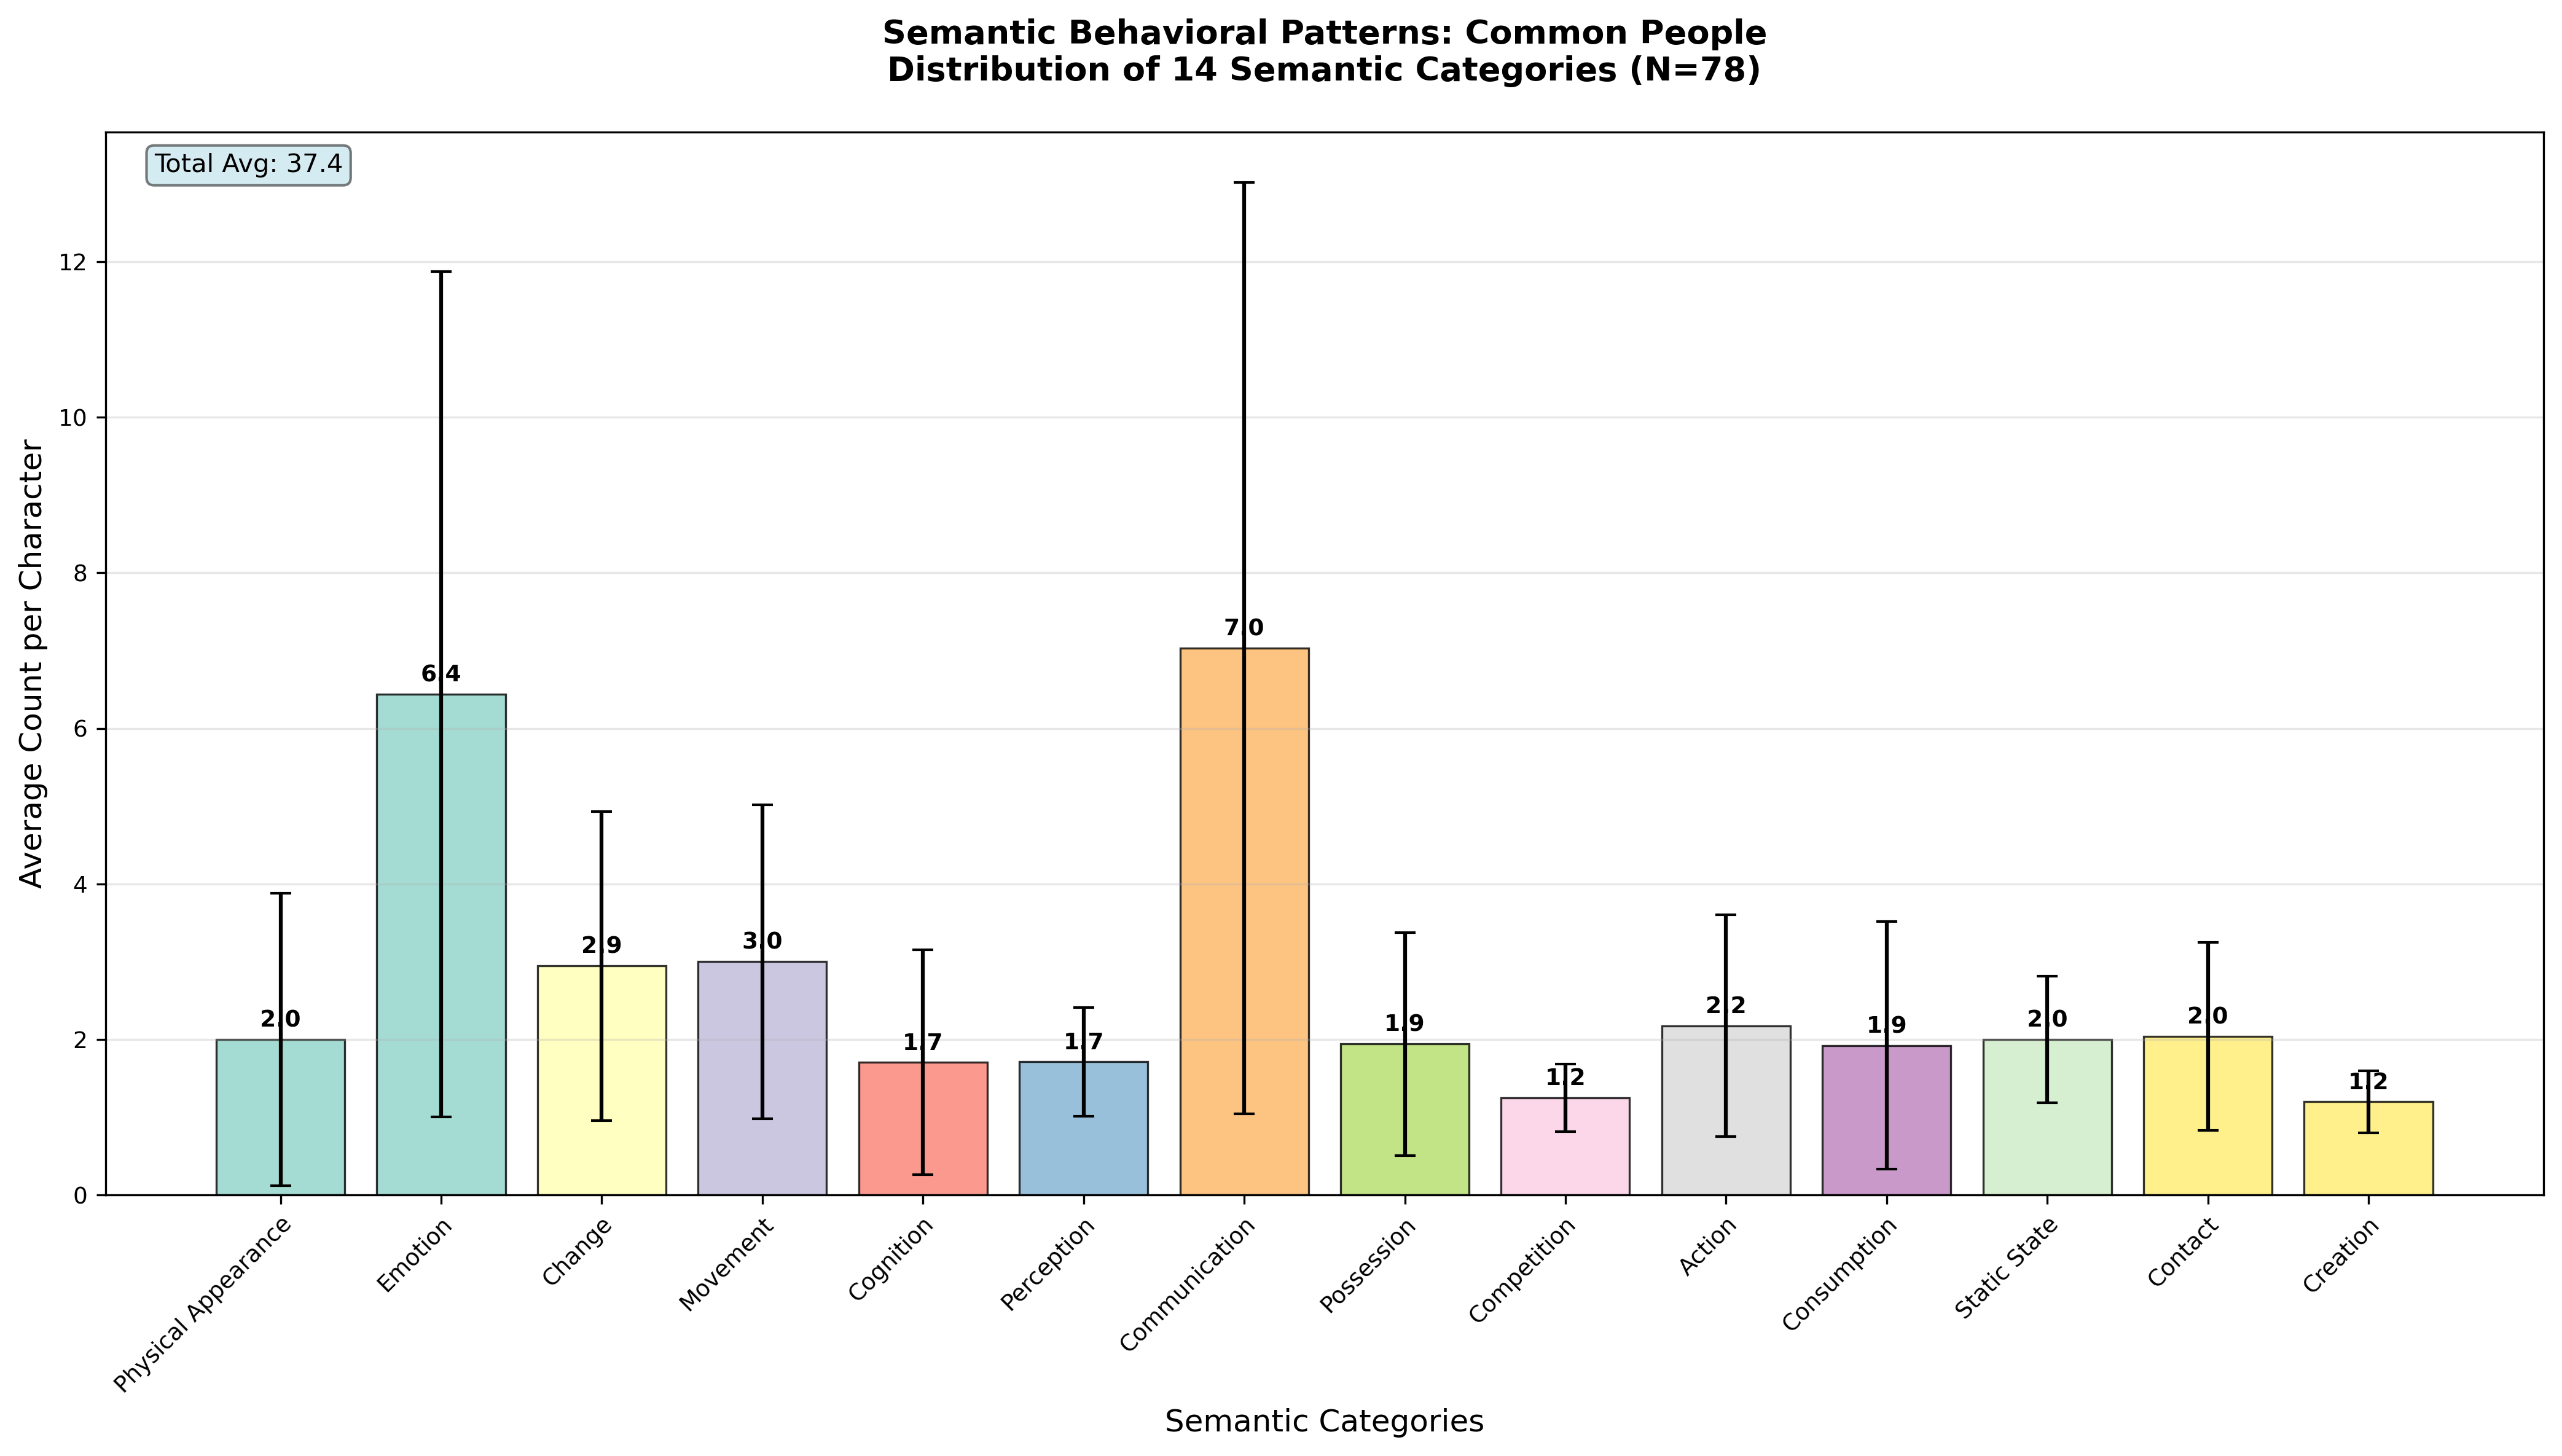 Semantic Behavioral Patterns: Common People
Distribution of 14 Semantic Categories (N=78)
Total Avg: 37.4
Average Count per Character
12
10
8
6
4
2
0
2.0
6.4
2.9
3.0
1.7
1.7
7.0
1.9
1.2
2.2
1.9
2.0
2.0
1.2
Physical Appearance
Emotion
Change
Movement
Cognition
Perception
Communication
Possession
Competition
Action
Consumption
Static State
Contact
Creation
Semantic Categories